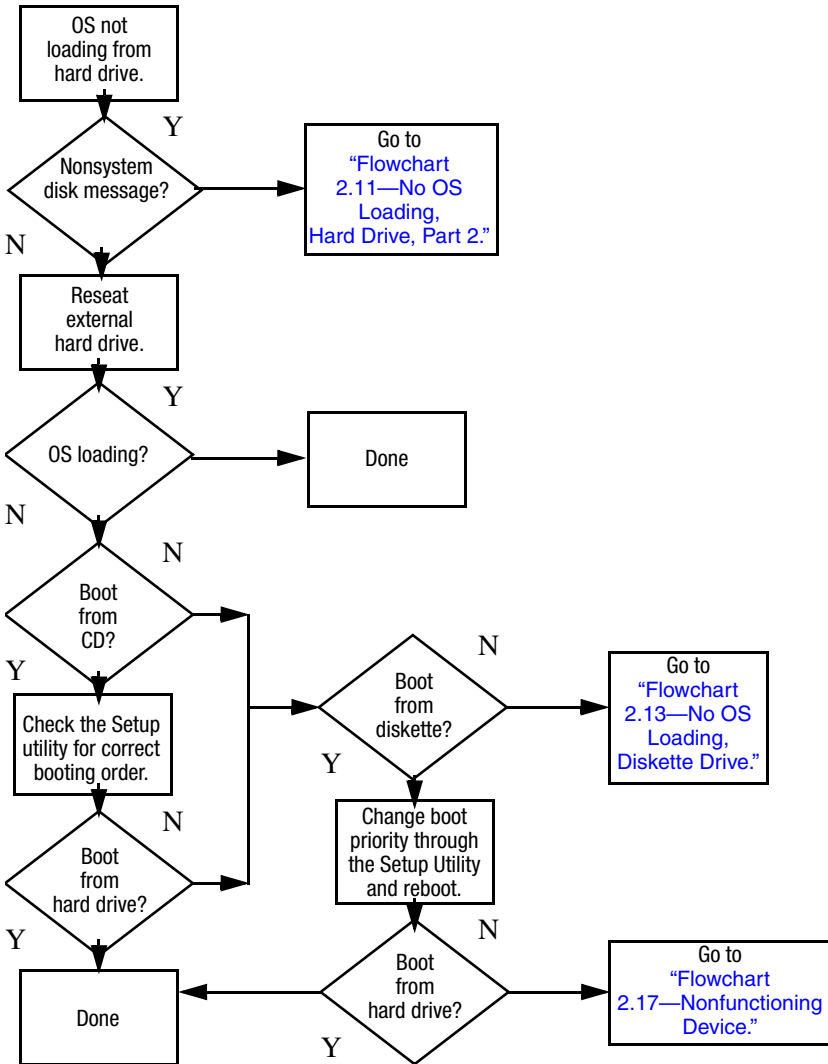 OS not
loading from
hard drive.
Y
Nonsystem
disk message?
Go to
“Flowchart
2.11—No OS
Loading,
Hard Drive, Part 2.”
N
Reseat
external
hard drive.
Y
OS loading?
Done
N
N
Boot
from
CD?
Y
Check the Setup
utility for correct
booting order.
N
Boot
from
hard drive?
Y
Done
N
Boot
from
diskette?
Go to
“Flowchart
2.13—No OS
Loading,
Diskette Drive.”
Y
Change boot
priority through
the Setup Utility
and reboot.
N
Boot
from
hard drive?
Y
Go to
“Flowchart
2.17—Nonfunctioning
Device.”